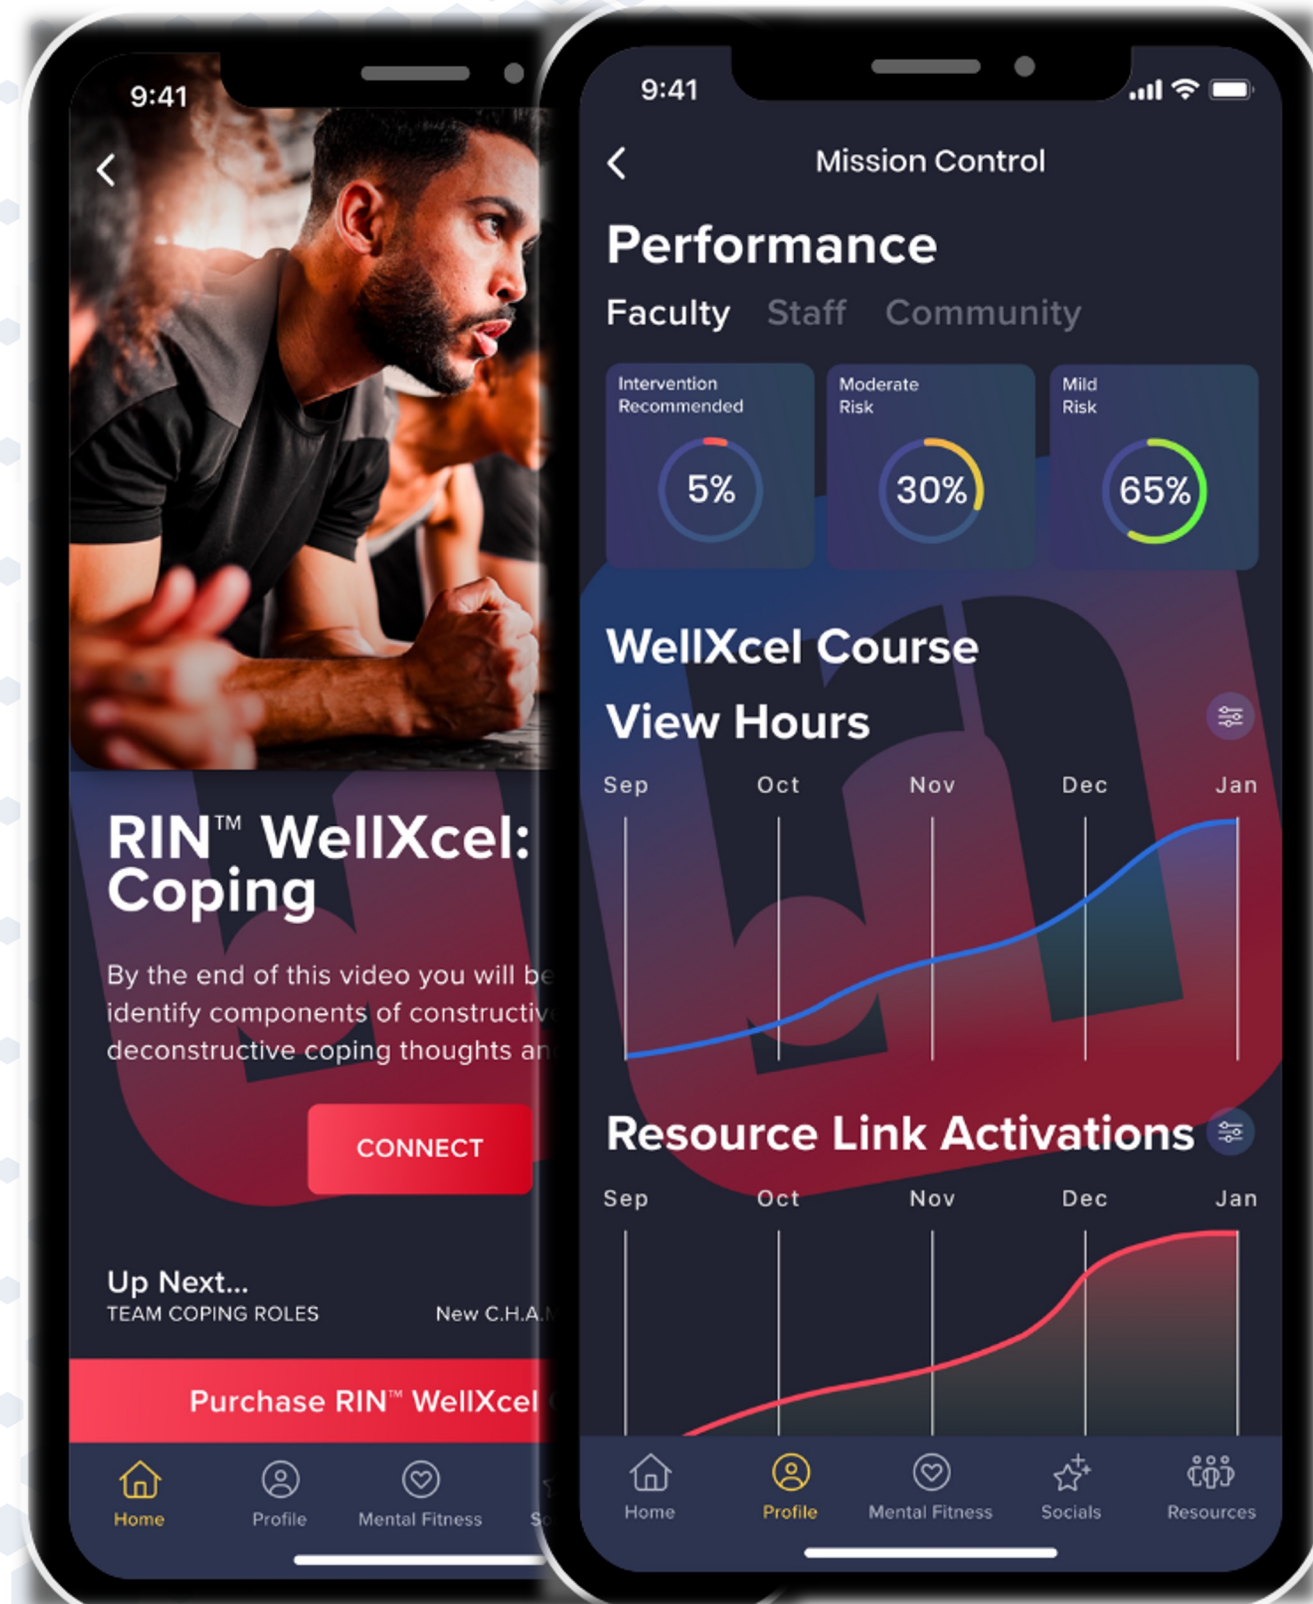 9:41
RIN™ WellXcel:
Coping
By the end of this video you will be
identify components of
deconstructive coping thoughts
CONNECT
Up Next...
TEAM COPING ROLES
New
Purchase RIN™ WellXcel
Home
Profile
Mental Fitness
9:41
Mission Control
Performance
Faculty Staff Community
Intervention
Recommended
5%
Moderate
Risk
30%
Mild
Risk
65%
WellXcel Course
View Hours
Sep Oct Nov Dec Jan
Resource Link Activations
Sep Oct Nov Dec Jan
Home Profile Mental Fitness Socials Resources